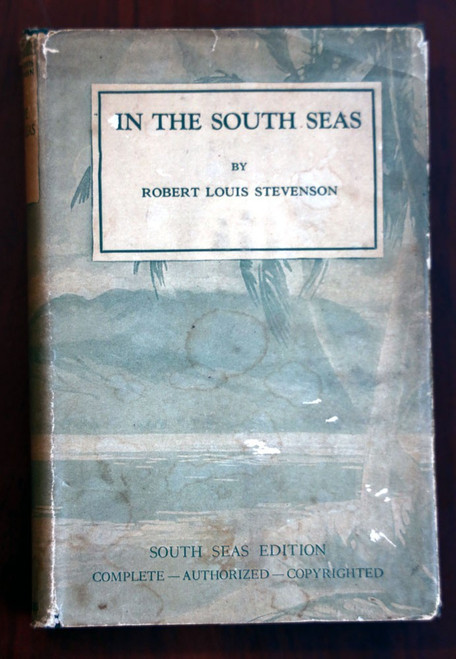 IN THE SOUTH SEAS
BY
ROBERT LOUIS STEVENSON
SOUTH SEAS EDITION
COMPLETE—AUTHORIZED—COPYRIGHTED